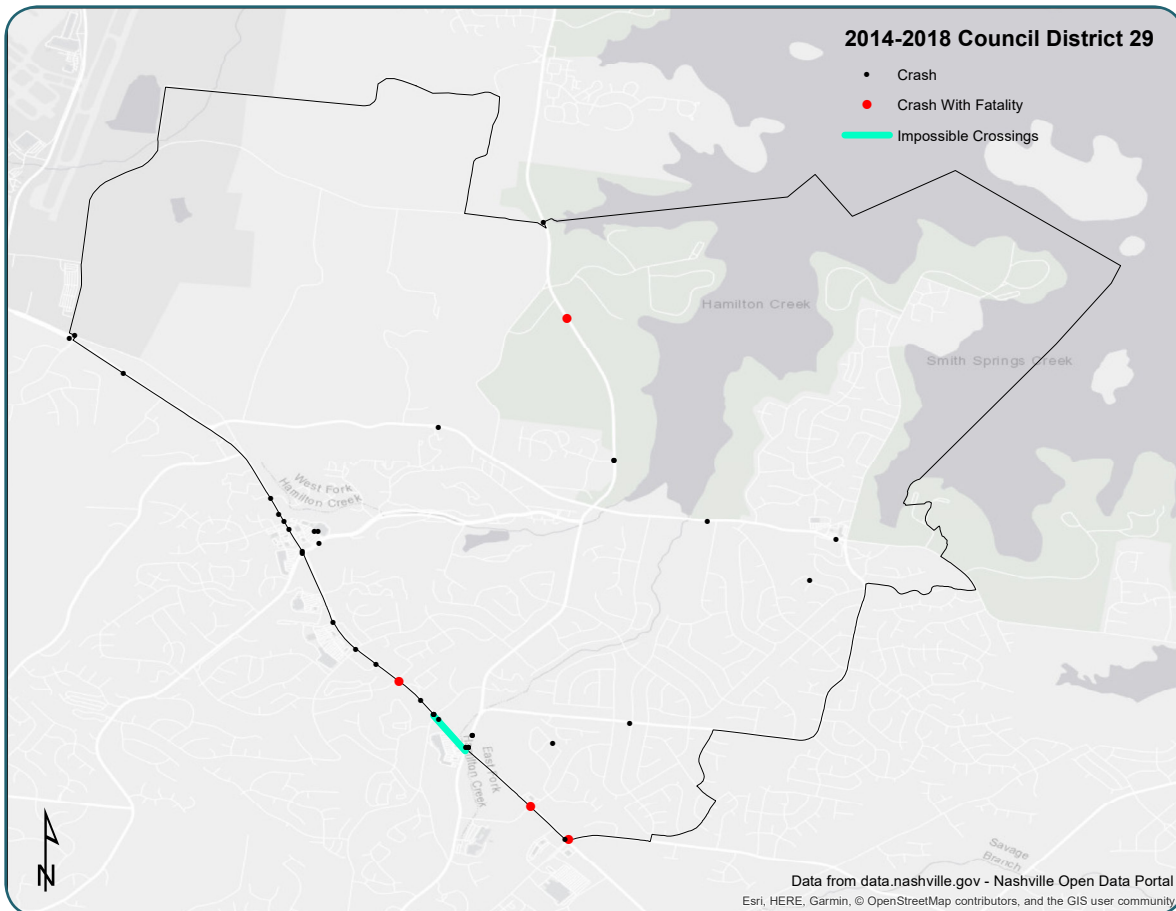 2014-2018 Council District 29
Crash
Crash With Fatality
Impossible Crossings
Hamilton Creek
Smith Springs Creek
West Fork
Hamilton Creek
East Fork
Hamilton Creek
Savage
Branch
N
Data from data.nashville.gov - Nashville Open Data Portal
Esri, HERE, Garmin, © OpenStreetMap contributors, and the GIS user community